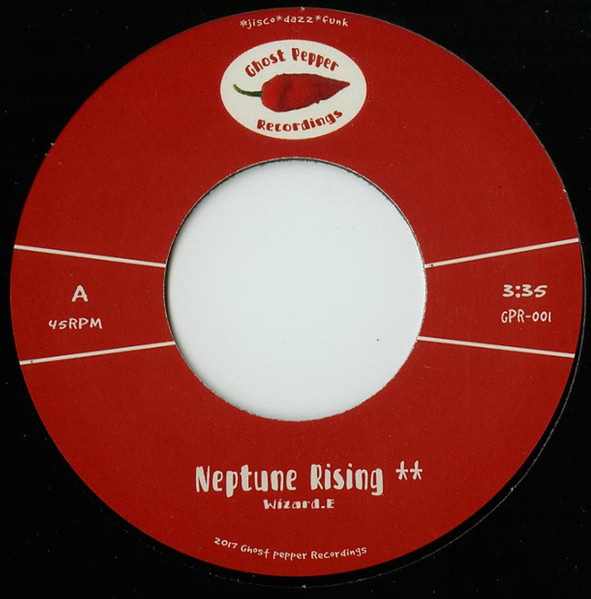 *jisco*dazz*funk
Ghost Pepper
Recordings
A
45RPM
3:35
GPR-001
Neptune Rising **
Wizard.E
2017 Ghost pepper Recordings